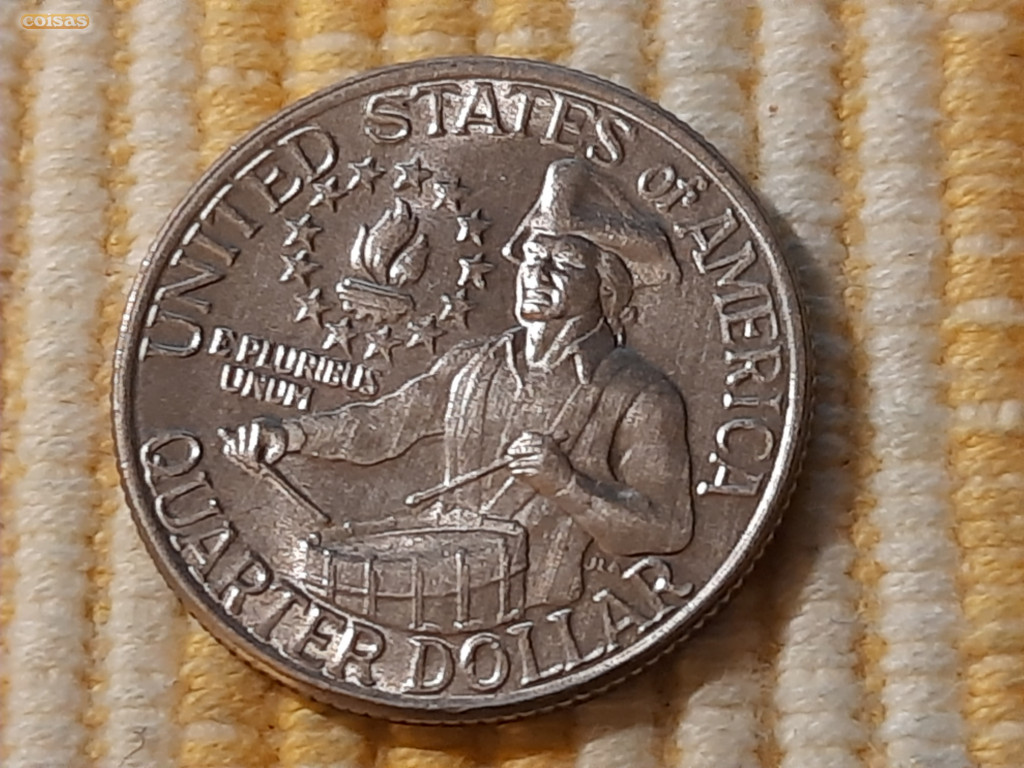 coisas
UNITED STATES of AMERICA
E PLURIBUS
UNUM
QUARTER DOLLAR